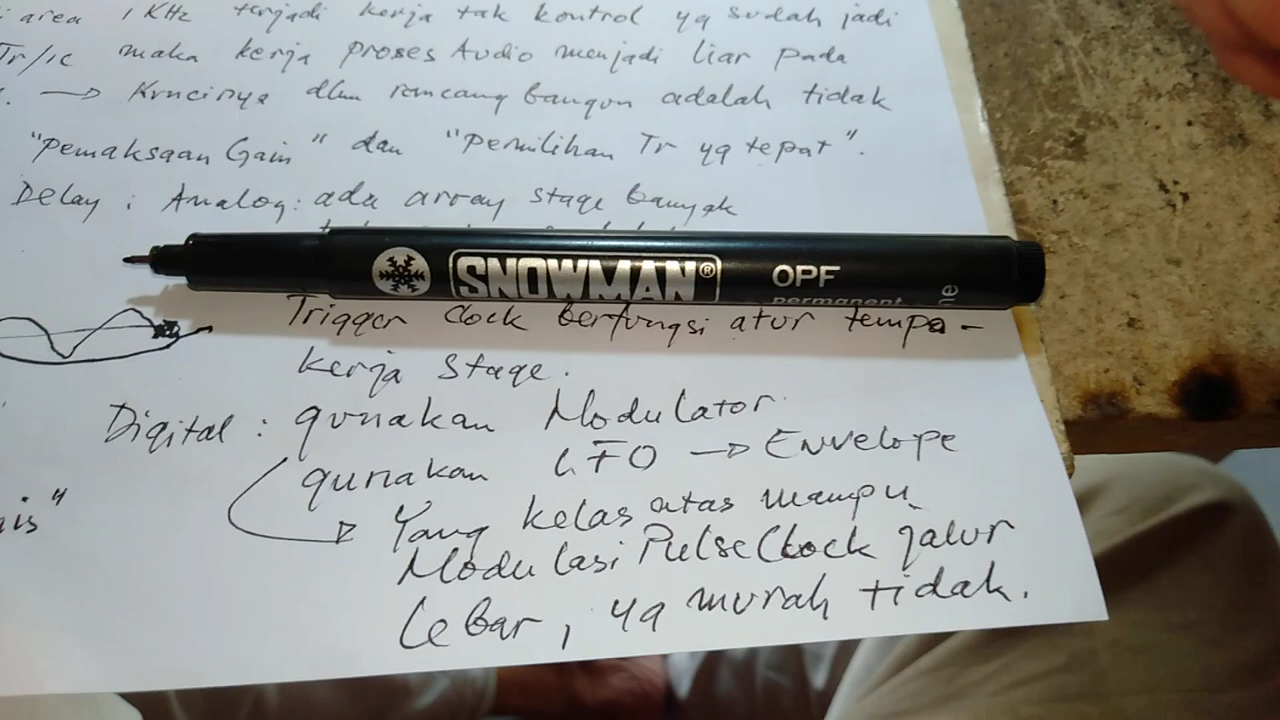 area 1 KHz terjadi kerja tak kontrol yg sudah jadi
Tr/IC maka kerja proses Audio menjadi liar pada
→ Kuncinya dlm rancang bangun adalah tidak
"Pemaksaan Gain" dan "Pemilihan Tr yg tepat".
Delay : Analog: ada array stage banyak
SNOWMAN® OPF
permanent
Trigger Clock berfungsi atur tempo -
kerja Stage.
Digital : gunakan Modulator.
gunakan LFO → Envelope
Yang kelas atas mampu
Modulasi Pulse Clock jalur
Lebar, yg murah tidak.